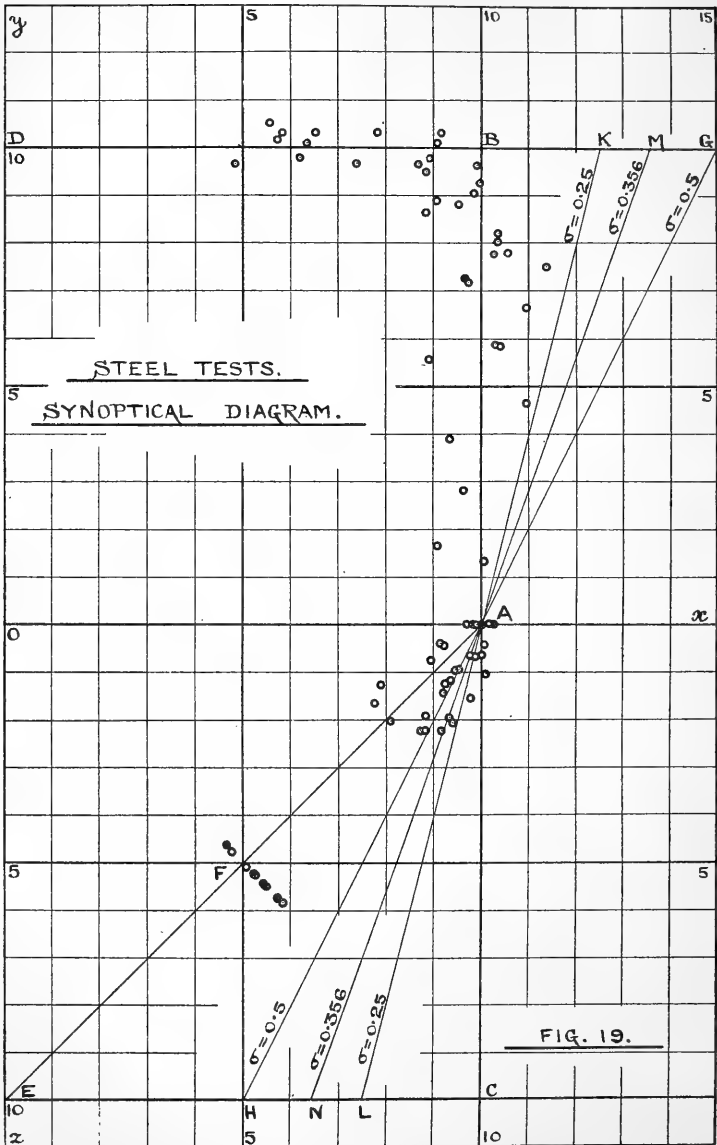 y 5 10 15
D B K M G
10
σ=0.25
σ=0.356
σ=0.5
STEEL TESTS.
5 5
SYNOPTICAL DIAGRAM.
A
0 x
F 5
σ=0.5
σ=0.356
σ=0.25
FIG. 19.
E
10 H N L C
z 5 10